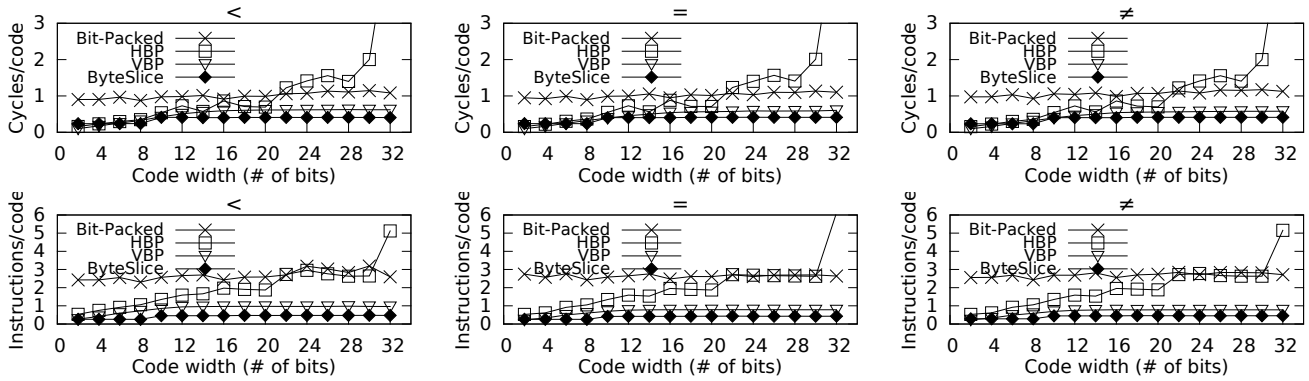 <
Cycles/code
3
2
1
0
Bit-Packed
HBP
VBP
ByteSlice
0 4 8 12 16 20 24 28 32
Code width (# of bits)
=
Cycles/code
3
2
1
0
Bit-Packed
HBP
VBP
ByteSlice
0 4 8 12 16 20 24 28 32
Code width (# of bits)
≠
Cycles/code
3
2
1
0
Bit-Packed
HBP
VBP
ByteSlice
0 4 8 12 16 20 24 28 32
Code width (# of bits)
<
Instructions/code
6
5
4
3
2
1
0
Bit-Packed
HBP
VBP
ByteSlice
0 4 8 12 16 20 24 28 32
Code width (# of bits)
=
Instructions/code
6
5
4
3
2
1
0
Bit-Packed
HBP
VBP
ByteSlice
0 4 8 12 16 20 24 28 32
Code width (# of bits)
≠
Instructions/code
6
5
4
3
2
1
0
Bit-Packed
HBP
VBP
ByteSlice
0 4 8 12 16 20 24 28 32
Code width (# of bits)